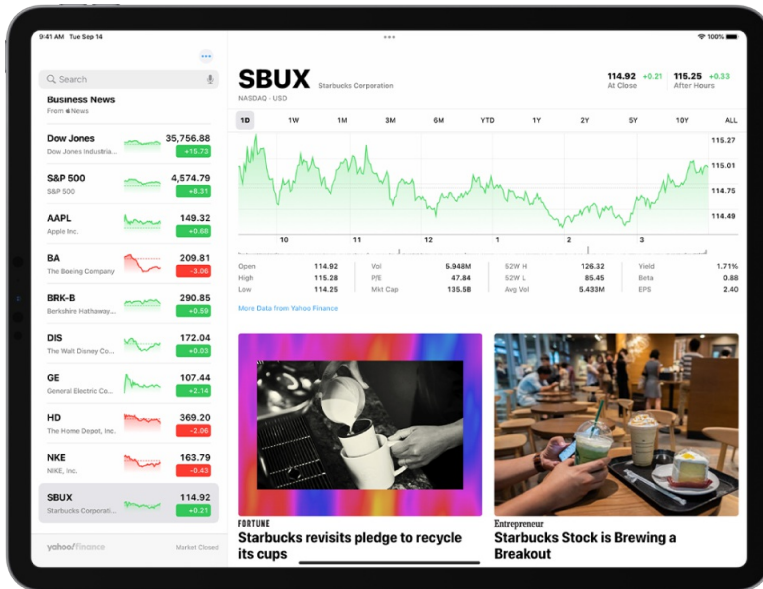 9:41 AM Tue Sep 14
100%
Search
Business News
From News
Dow Jones 35,756.88
Dow Jones Industria... +15.73
S&P 500 4,574.79
S&P 500 +8.31
AAPL 149.32
Apple Inc. +0.68
BA 209.81
The Boeing Company -3.06
BRK-B 290.85
Berkshire Hathaway... +0.59
DIS 172.04
The Walt Disney Co... +0.03
GE 107.44
General Electric Co... +2.14
HD 369.20
The Home Depot, Inc. -2.06
NKE 163.79
NIKE, Inc. -0.43
SBUX 114.92
Starbucks Corporati... +0.21
yahoo!finance Market Closed
SBUX Starbucks Corporation
NASDAQ · USD
114.92 +0.21 115.25 +0.33
At Close After Hours
1D 1W 1M 3M 6M YTD 1Y 2Y 5Y 10Y ALL
115.27
115.01
114.75
114.49
10 11 12 1 2 3
Open 114.92 Vol 5.948M 52W H 126.32 Yield 1.71%
High 115.28 P/E 47.84 52W L 85.45 Beta 0.88
Low 114.25 Mkt Cap 135.5B Avg Vol 5.433M EPS 2.40
More Data from Yahoo Finance
FORTUNE
Starbucks revisits pledge to recycle
its cups
Entrepreneur
Starbucks Stock is Brewing a
Breakout